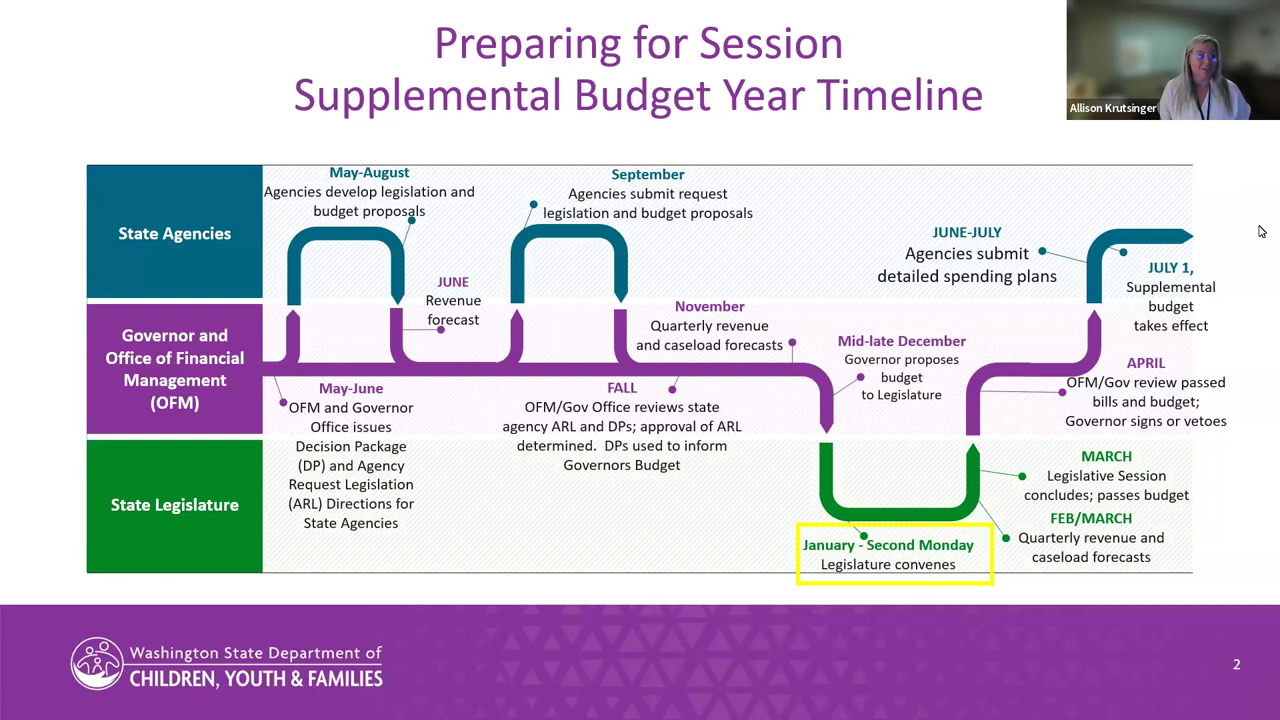 Preparing for Session
Supplemental Budget Year Timeline
Allison Krutsinger
State Agencies
May-August
Agencies develop legislation and
budget proposals
September
Agencies submit request
legislation and budget proposals
JUNE-JULY
Agencies submit
detailed spending plans
JULY 1,
Supplemental
budget
takes effect
Governor and
Office of Financial
Management
(OFM)
JUNE
Revenue
forecast
November
Quarterly revenue
and caseload forecasts
Mid-late December
Governor proposes
budget
to Legislature
APRIL
OFM/Gov review passed
bills and budget;
Governor signs or vetoes
May-June
OFM and Governor
Office issues
Decision Package
(DP) and Agency
Request Legislation
(ARL) Directions for
State Agencies
FALL
OFM/Gov Office reviews state
agency ARL and DPs; approval of ARL
determined. DPs used to inform
Governors Budget
State Legislature
MARCH
Legislative Session
concludes; passes budget
FEB/MARCH
Quarterly revenue and
caseload forecasts
January - Second Monday
Legislature convenes
Washington State Department of
CHILDREN, YOUTH & FAMILIES
2